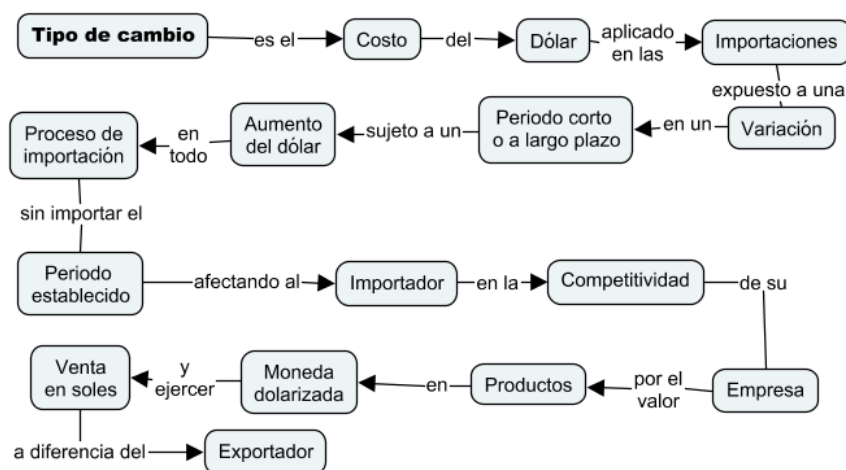 Tipo de cambio
es el
Costo
del
Dólar
aplicado
en las
Importaciones
expuesto a una
Variación
en un
Periodo corto
o a largo plazo
sujeto a un
Aumento
del dólar
en
todo
Proceso de
importación
sin importar el
Periodo
establecido
afectando al
Importador
en la
Competitividad
de su
Empresa
por el
valor
Productos
en
Moneda
dolarizada
y
ejercer
Venta
en soles
a diferencia del
Exportador